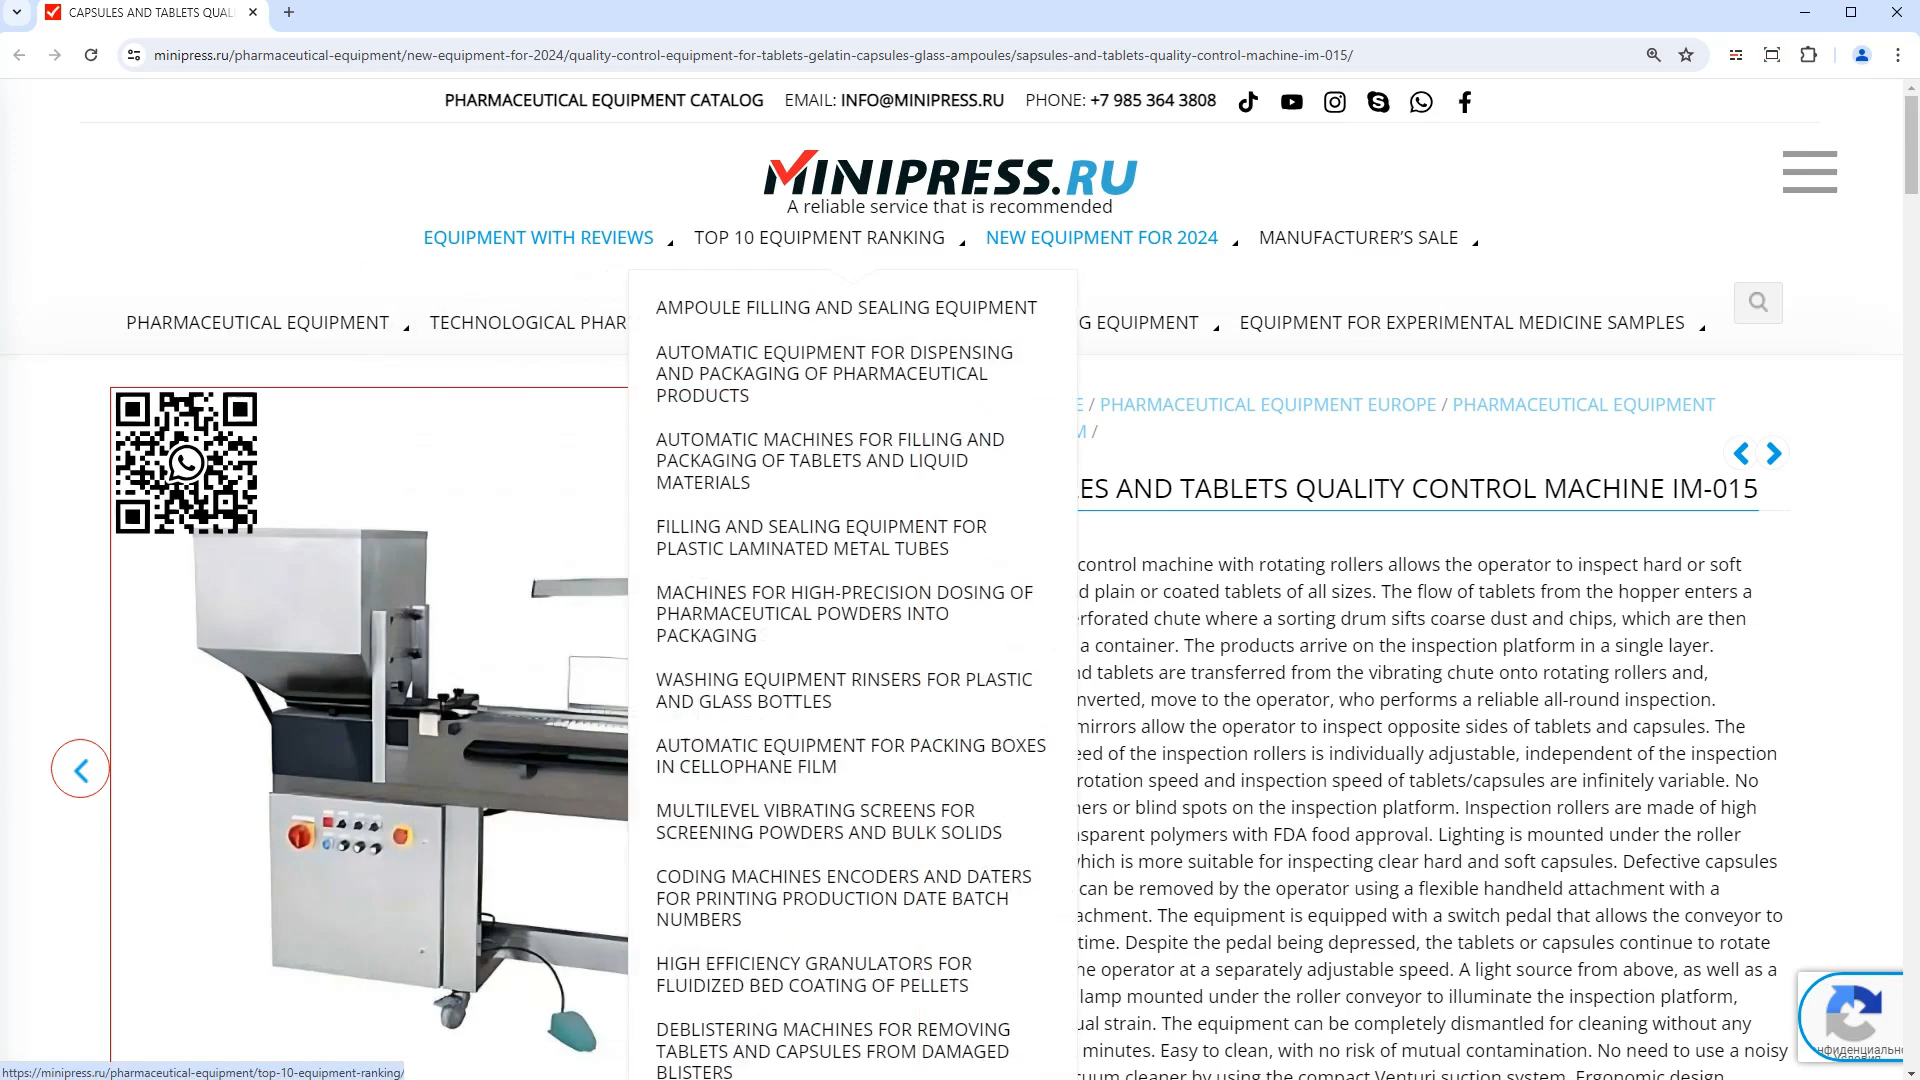 CAPSULES AND TABLETS QUAL
minipress.ru/pharmaceutical-equipment/new-equipment-for-2024/quality-control-equipment-for-tablets-gelatin-capsules-glass-ampoules/sapsules-and-tablets-quality-control-machine-im-015/
PHARMACEUTICAL EQUIPMENT CATALOG EMAIL: INFO@MINIPRESS.RU PHONE: +7 985 364 3808
MINIPRESS.RU
A reliable service that is recommended
EQUIPMENT WITH REVIEWS TOP 10 EQUIPMENT RANKING NEW EQUIPMENT FOR 2024 MANUFACTURER'S SALE
PHARMACEUTICAL EQUIPMENT TECHNOLOGICAL PHAR G EQUIPMENT EQUIPMENT FOR EXPERIMENTAL MEDICINE SAMPLES
AMPOULE FILLING AND SEALING EQUIPMENT
AUTOMATIC EQUIPMENT FOR DISPENSING
AND PACKAGING OF PHARMACEUTICAL
PRODUCTS
AUTOMATIC MACHINES FOR FILLING AND
PACKAGING OF TABLETS AND LIQUID
MATERIALS
FILLING AND SEALING EQUIPMENT FOR
PLASTIC LAMINATED METAL TUBES
MACHINES FOR HIGH-PRECISION DOSING OF
PHARMACEUTICAL POWDERS INTO
PACKAGING
WASHING EQUIPMENT RINSERS FOR PLASTIC
AND GLASS BOTTLES
AUTOMATIC EQUIPMENT FOR PACKING BOXES
IN CELLOPHANE FILM
MULTILEVEL VIBRATING SCREENS FOR
SCREENING POWDERS AND BULK SOLIDS
CODING MACHINES ENCODERS AND DATERS
FOR PRINTING PRODUCTION DATE BATCH
NUMBERS
HIGH EFFICIENCY GRANULATORS FOR
FLUIDIZED BED COATING OF PELLETS
DEBLISTERING MACHINES FOR REMOVING
TABLETS AND CAPSULES FROM DAMAGED
BLISTERS
E / PHARMACEUTICAL EQUIPMENT EUROPE / PHARMACEUTICAL EQUIPMENT
M /
LES AND TABLETS QUALITY CONTROL MACHINE IM-015
control machine with rotating rollers allows the operator to inspect hard or soft
d plain or coated tablets of all sizes. The flow of tablets from the hopper enters a
erforated chute where a sorting drum sifts coarse dust and chips, which are then
a container. The products arrive on the inspection platform in a single layer.
nd tablets are transferred from the vibrating chute onto rotating rollers and,
nverted, move to the operator, who performs a reliable all-round inspection.
mirrors allow the operator to inspect opposite sides of tablets and capsules. The
eed of the inspection rollers is individually adjustable, independent of the inspection
rotation speed and inspection speed of tablets/capsules are infinitely variable. No
ners or blind spots on the inspection platform. Inspection rollers are made of high
nsparent polymers with FDA food approval. Lighting is mounted under the roller
which is more suitable for inspecting clear hard and soft capsules. Defective capsules
can be removed by the operator using a flexible handheld attachment with a
achment. The equipment is equipped with a switch pedal that allows the conveyor to
time. Despite the pedal being depressed, the tablets or capsules continue to rotate
he operator at a separately adjustable speed. A light source from above, as well as a
lamp mounted under the roller conveyor to illuminate the inspection platform,
ual strain. The equipment can be completely dismantled for cleaning without any
minutes. Easy to clean, with no risk of mutual contamination. No need to use a noisy
uum cleaner by using the compact Venturi suction system. Ergonomic design
https://minipress.ru/pharmaceutical-equipment/top-10-equipment-ranking/